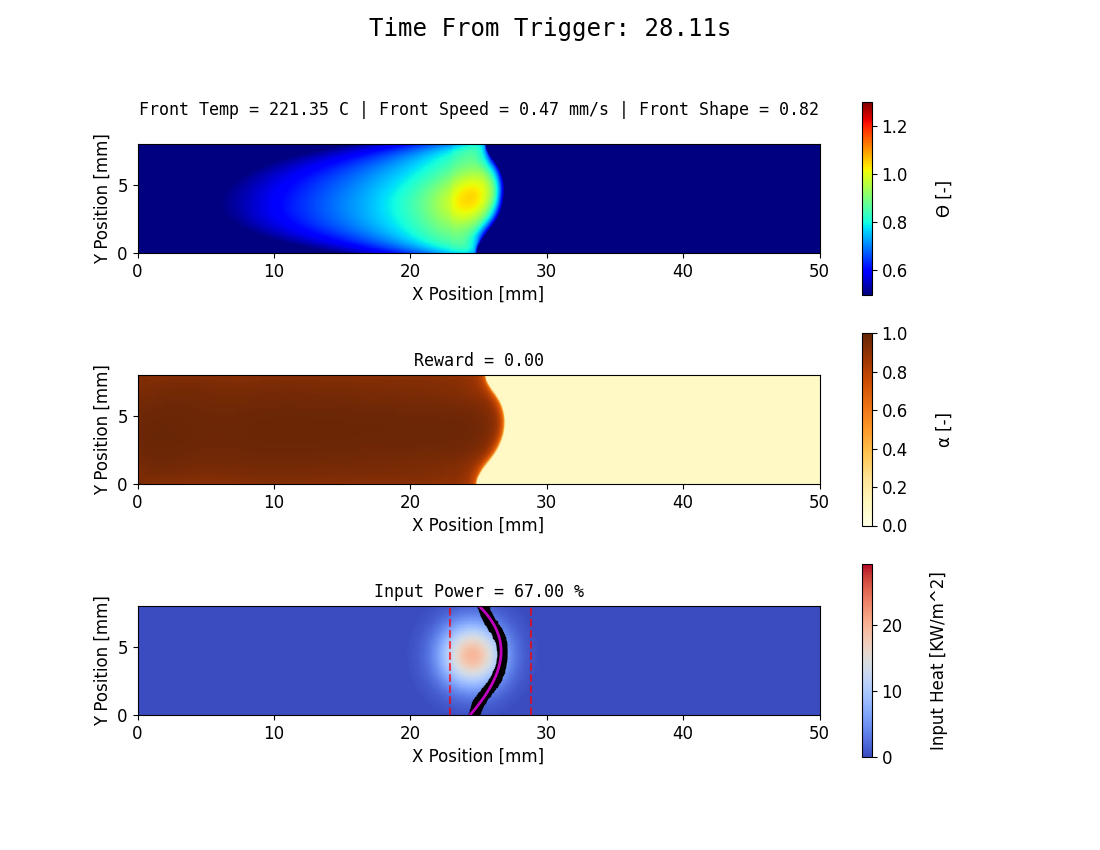 Time From Trigger: 28.11s
Front Temp = 221.35 C | Front Speed = 0.47 mm/s | Front Shape = 0.82
Y Position [mm]
5
0
0 10 20 30 40 50
X Position [mm]
1.2
1.0
0.8
0.6
Θ [-]
Reward = 0.00
Y Position [mm]
5
0
0 10 20 30 40 50
X Position [mm]
1.0
0.8
0.6
0.4
0.2
0.0
α [-]
Input Power = 67.00 %
Y Position [mm]
5
0
0 10 20 30 40 50
X Position [mm]
20
10
0
Input Heat [KW/m^2]